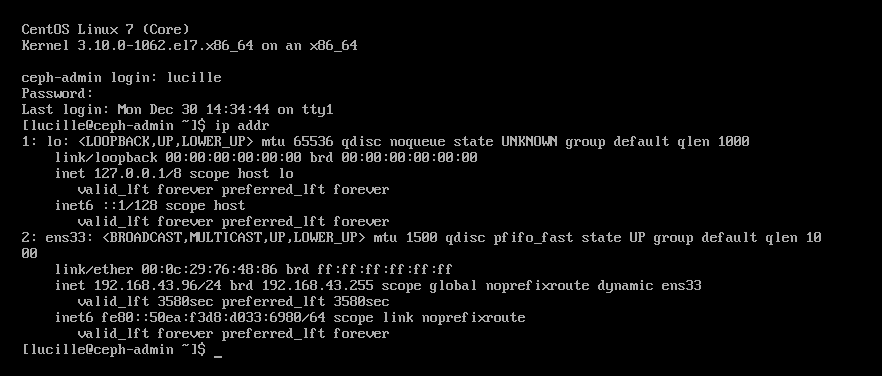 CentOS Linux 7 (Core)
Kernel 3.10.0-1062.el7.x86_64 on an x86_64
ceph-admin login: lucille
Password:
Last login: Mon Dec 30 14:34:44 on tty1
[lucille@ceph-admin ~]$ ip addr
1: lo: <LOOPBACK,UP,LOWER_UP> mtu 65536 qdisc noqueue state UNKNOWN group default qlen 1000
    link/loopback 00:00:00:00:00:00 brd 00:00:00:00:00:00
    inet 127.0.0.1/8 scope host lo
       valid_lft forever preferred_lft forever
    inet6 ::1/128 scope host
       valid_lft forever preferred_lft forever
2: ens33: <BROADCAST,MULTICAST,UP,LOWER_UP> mtu 1500 qdisc pfifo_fast state UP group default qlen 10
00
    link/ether 00:0c:29:76:48:86 brd ff:ff:ff:ff:ff:ff
    inet 192.168.43.96/24 brd 192.168.43.255 scope global noprefixroute dynamic ens33
       valid_lft 3580sec preferred_lft 3580sec
    inet6 fe80::50ea:f3d8:d033:6980/64 scope link noprefixroute
       valid_lft forever preferred_lft forever
[lucille@ceph-admin ~]$ _